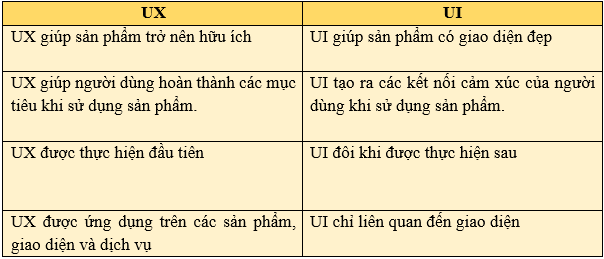 UX
UI
UX giúp sản phẩm trở nên hữu ích
UI giúp sản phẩm có giao diện đẹp
UX giúp người dùng hoàn thành các mục
tiêu khi sử dụng sản phẩm.
UI tạo ra các kết nối cảm xúc của người
dùng khi sử dụng sản phẩm.
UX được thực hiện đầu tiên
UI đôi khi được thực hiện sau
UX được ứng dụng trên các sản phẩm,
giao diện và dịch vụ
UI chỉ liên quan đến giao diện